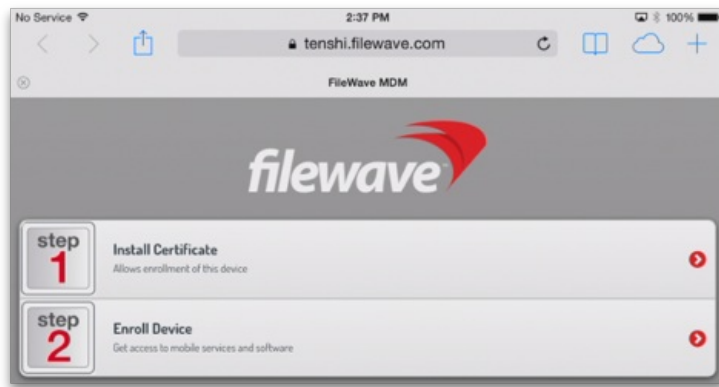 No Service 2:37 PM 100%
tenshi.filewave.com
FileWave MDM
filewave
step
1
Install Certificate
Allows enrollment of this device
step
2
Enroll Device
Get access to mobile services and software